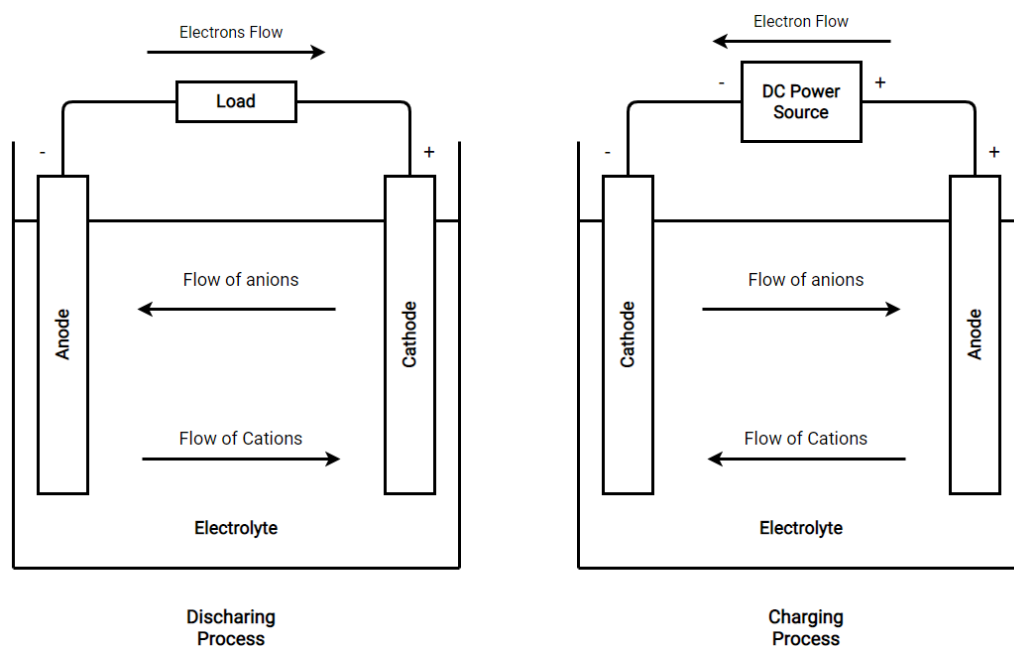 Electrons Flow
Load
-
+
Anode
Cathode
Flow of anions
Flow of Cations
Electrolyte
Discharing
Process
Electron Flow
-
+
DC Power
Source
-
+
Cathode
Anode
Flow of anions
Flow of Cations
Electrolyte
Charging
Process